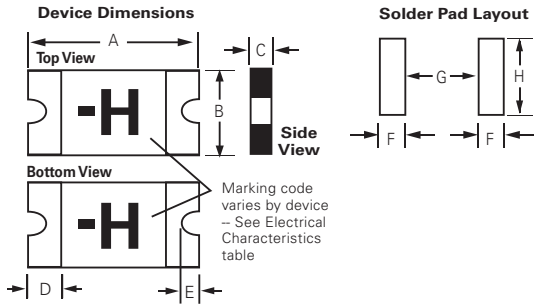 Device Dimensions
A
Top View
-H
B
C
Side
View
Bottom View
-H
Marking code
varies by device
-- See Electrical
Characteristics
table
D
E
Solder Pad Layout
G
H
F
F